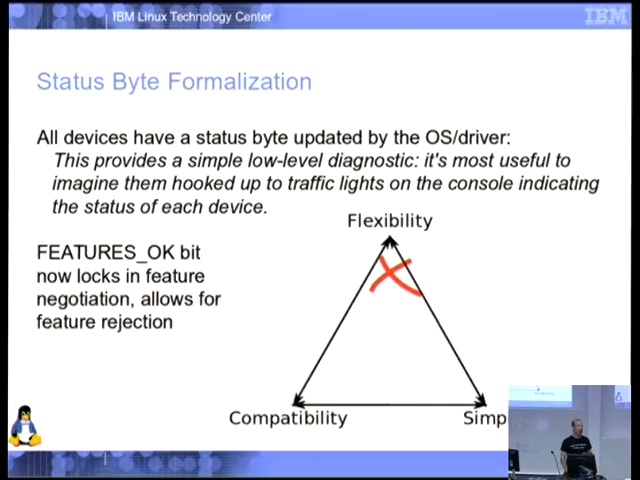 IBM Linux Technology Center
IBM
Status Byte Formalization
All devices have a status byte updated by the OS/driver:
This provides a simple low-level diagnostic: it's most useful to
imagine them hooked up to traffic lights on the console indicating
the status of each device.
Flexibility
FEATURES_OK bit
now locks in feature
negotiation, allows for
feature rejection
Compatibility
Simp